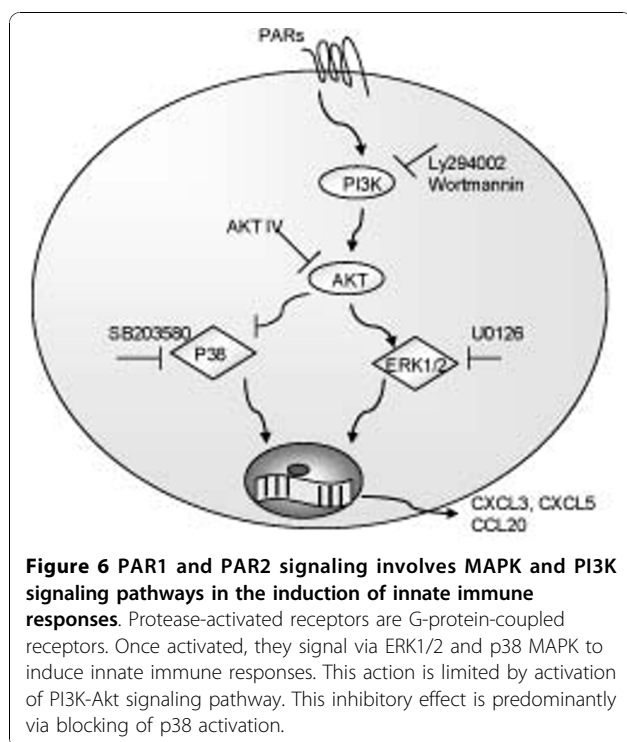 PARs
PI3K
Ly294002
Wortmannin
AKT IV
AKT
SB203580
P38
ERK1/2
U0126
CXCL3, CXCL5
CCL20
Figure 6 PAR1 and PAR2 signaling involves MAPK and PI3K
signaling pathways in the induction of innate immune
responses. Protease-activated receptors are G-protein-coupled
receptors. Once activated, they signal via ERK1/2 and p38 MAPK to
induce innate immune responses. This action is limited by activation
of PI3K-Akt signaling pathway. This inhibitory effect is predominantly
via blocking of p38 activation.